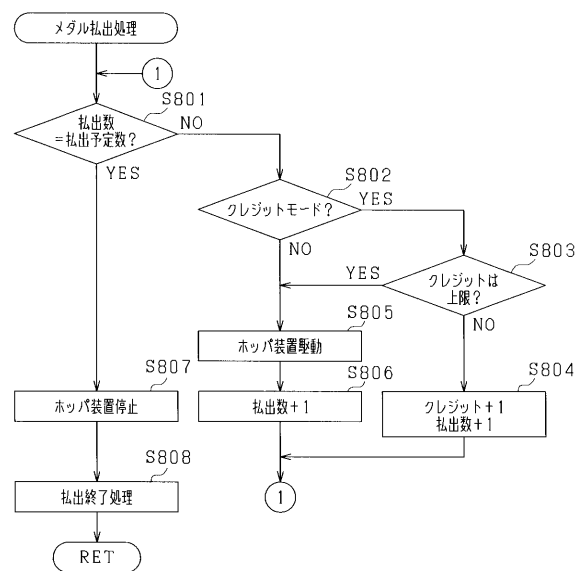 メダル払出処理
1
S801
払出数
=払出予定数?
NO
YES
S802
クレジットモード?
YES
NO
S803
クレジットは
上限?
YES
NO
S805
ホッパ装置駆動
S807
ホッパ装置停止
S806
払出数+1
S804
クレジット+1
払出数+1
S808
払出終了処理
1
RET